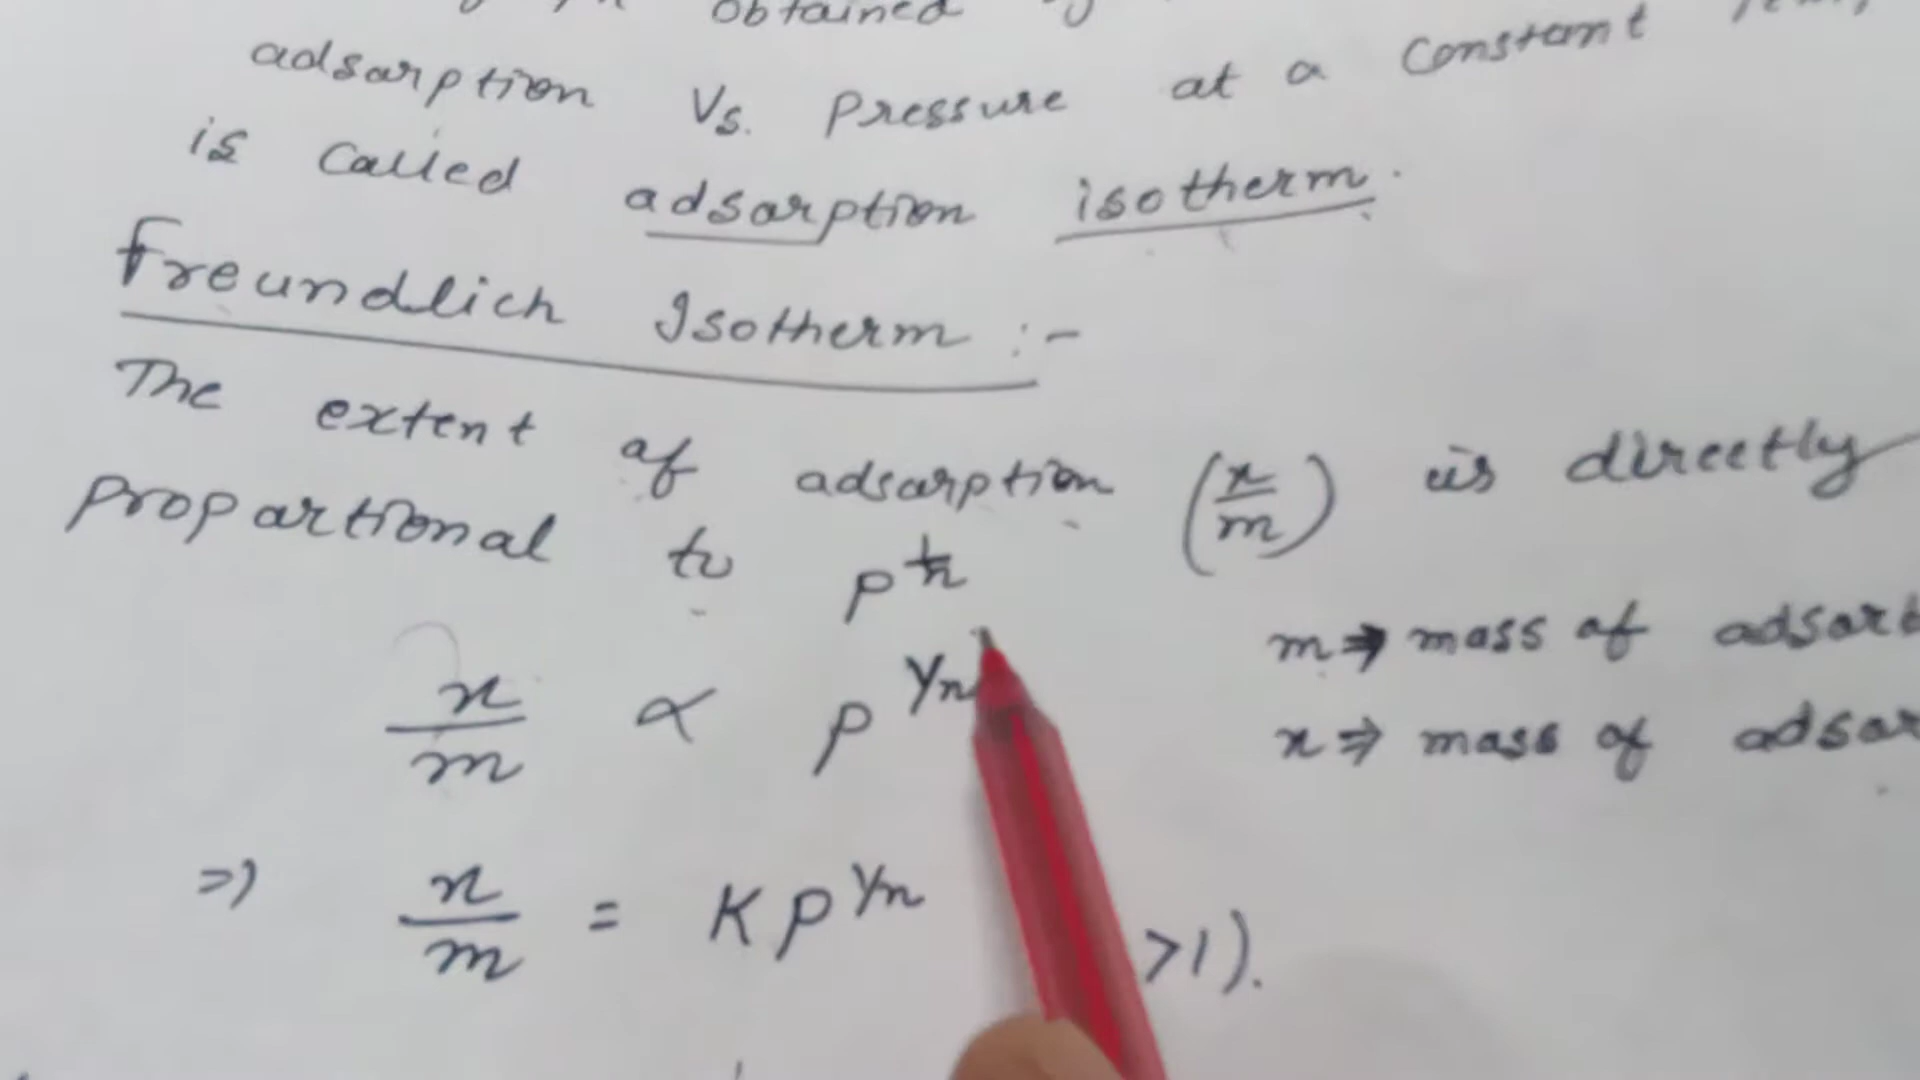 obtained
adsorption Vs. Pressure at a constant
is called adsorption isotherm.
Freundlich Isotherm :-
The extent of adsorption (x/m) is directly
proportional to p^1/n
x/m ∝ p^1/n
m ⇒ mass of
x ⇒ mass of
⇒ x/m = K p^1/n >1).